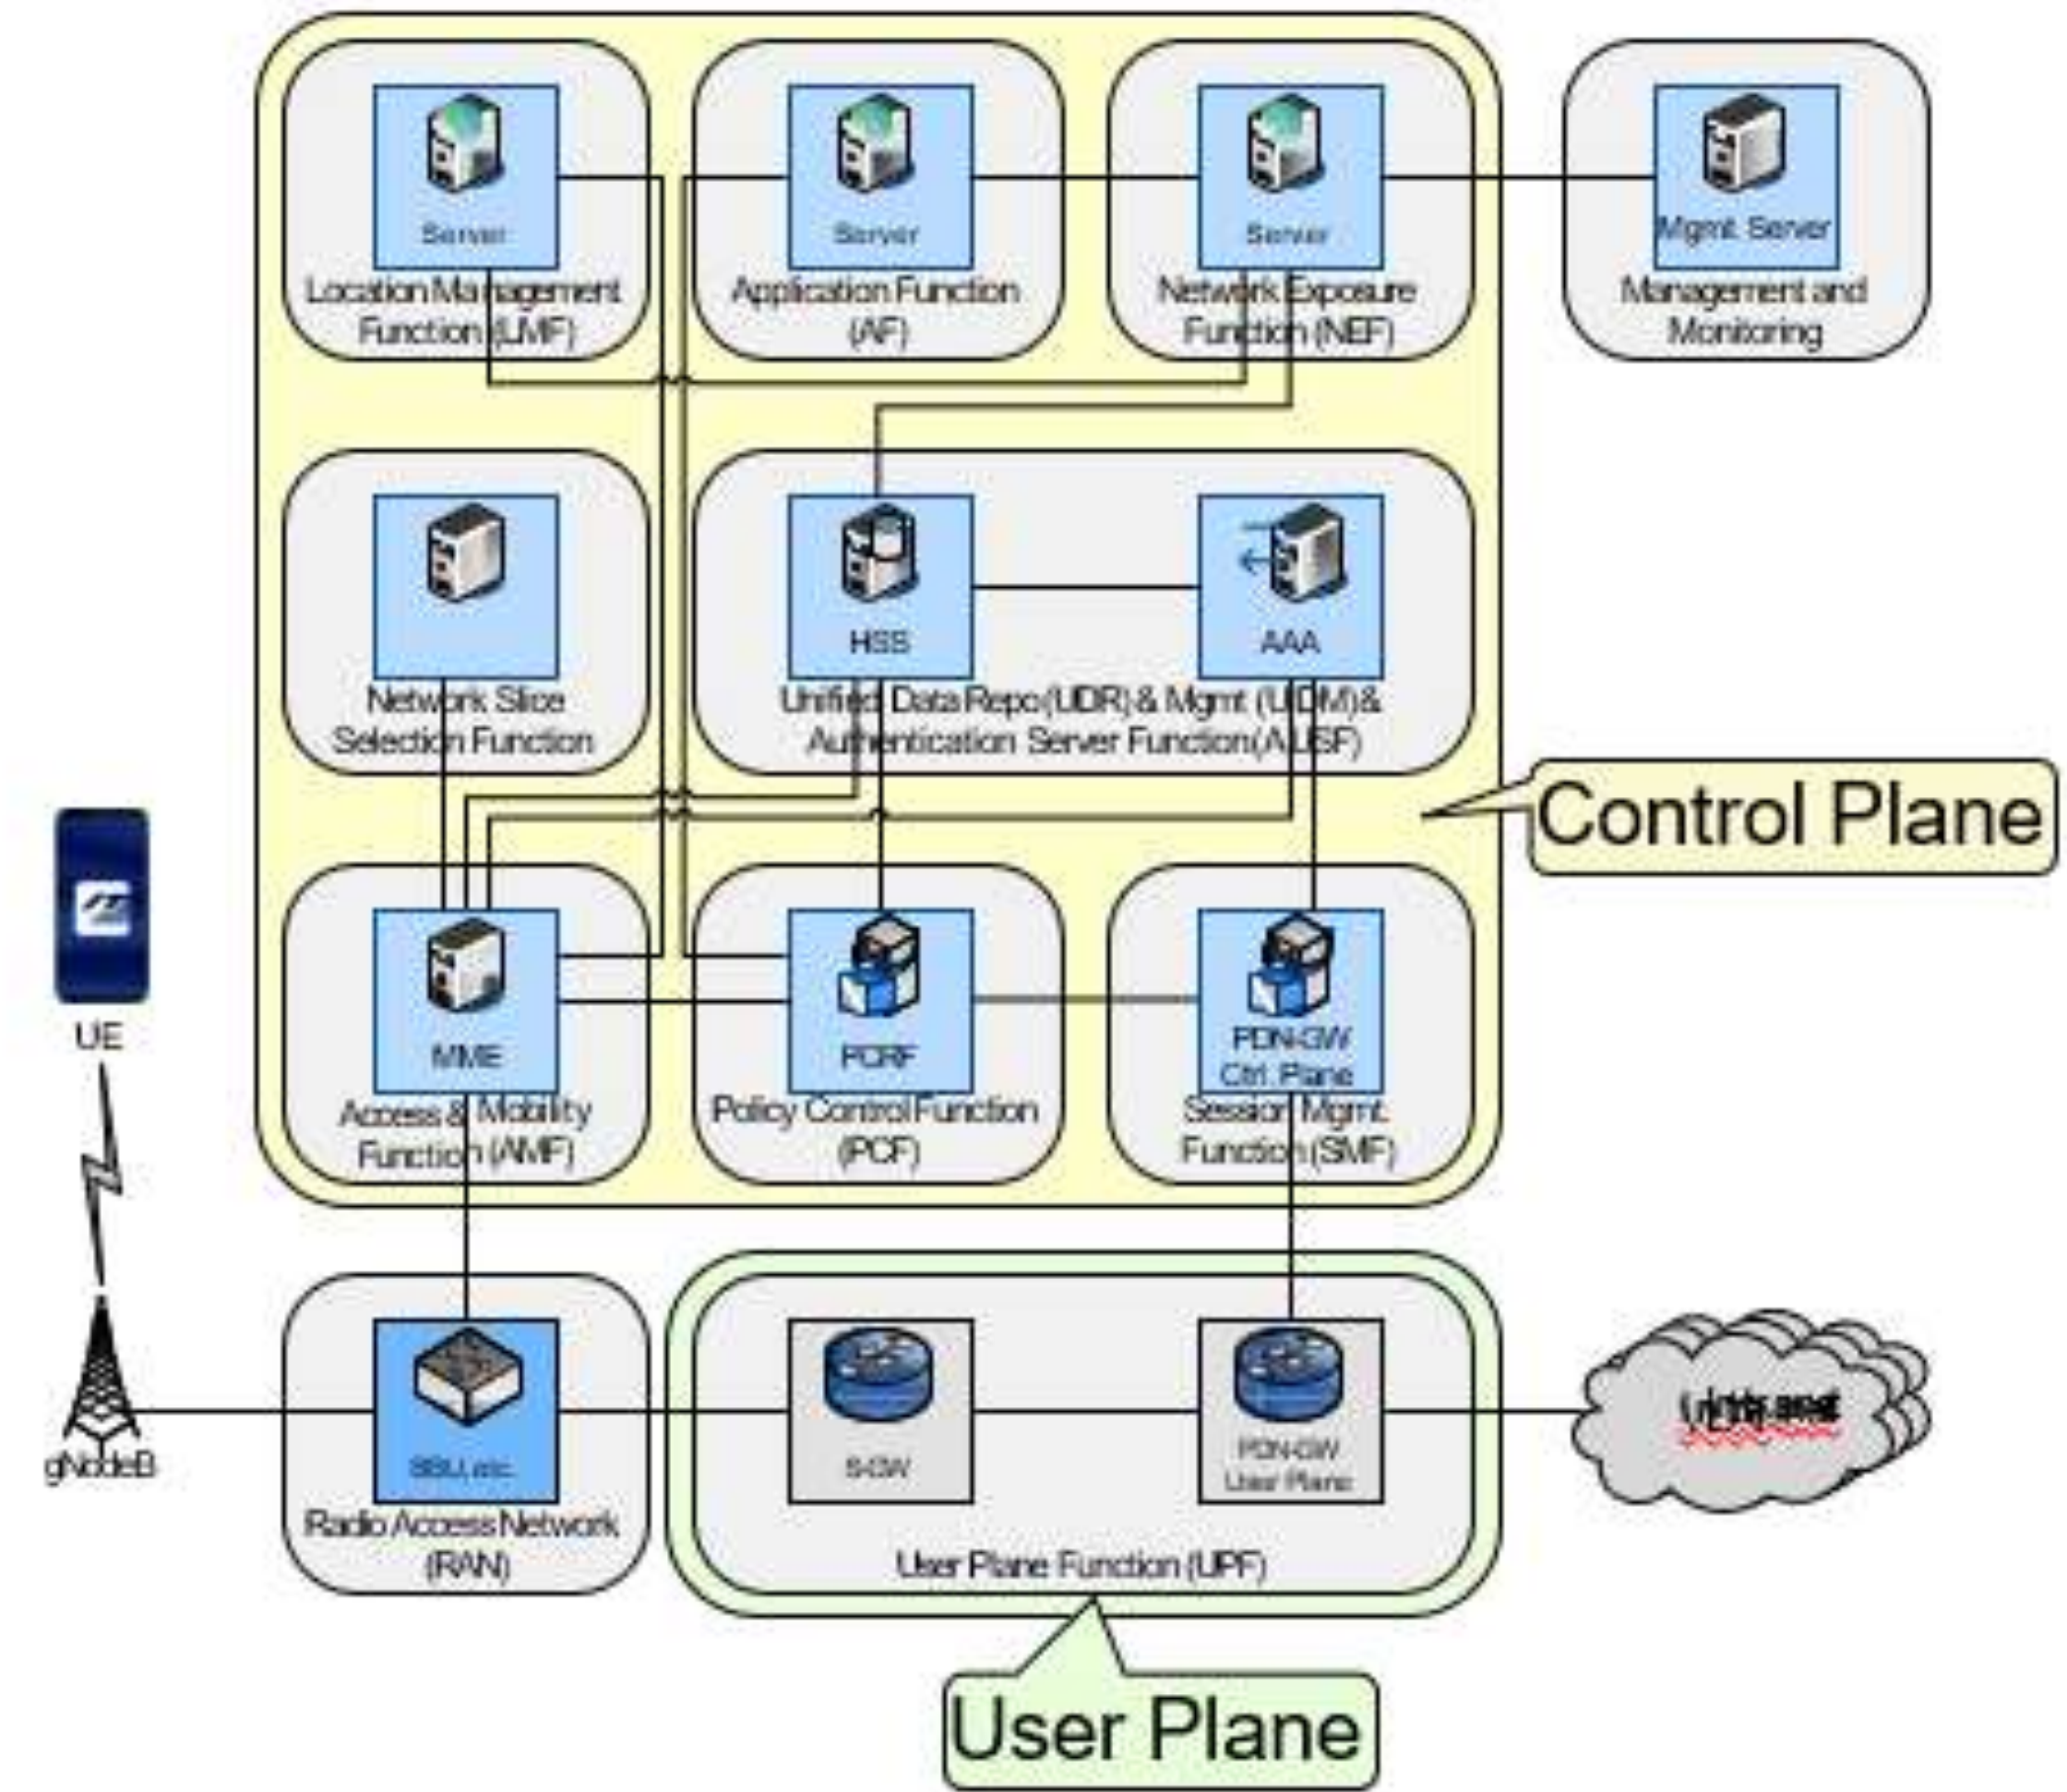 Server
Location Management
Function (LMF)
Server
Application Function
(AF)
Server
Network Exposure
Function (NEF)
Mgmt. Server
Management and
Monitoring
Network Slice
Selection Function
HSS
AAA
Unified Data Repo (UDR) & Mgmt (UDM) &
Authentication Server Function (AUSF)
Control Plane
UE
MME
Access & Mobility
Function (AMF)
PCRF
Policy Control Function
(PCF)
PDN-GW
Ctrl. Plane
Session Mgmt.
Function (SMF)
gNodeB
BBU, etc.
Radio Access Network
(RAN)
S-GW
PDN-GW
User Plane
User Plane Function (UPF)
User Plane